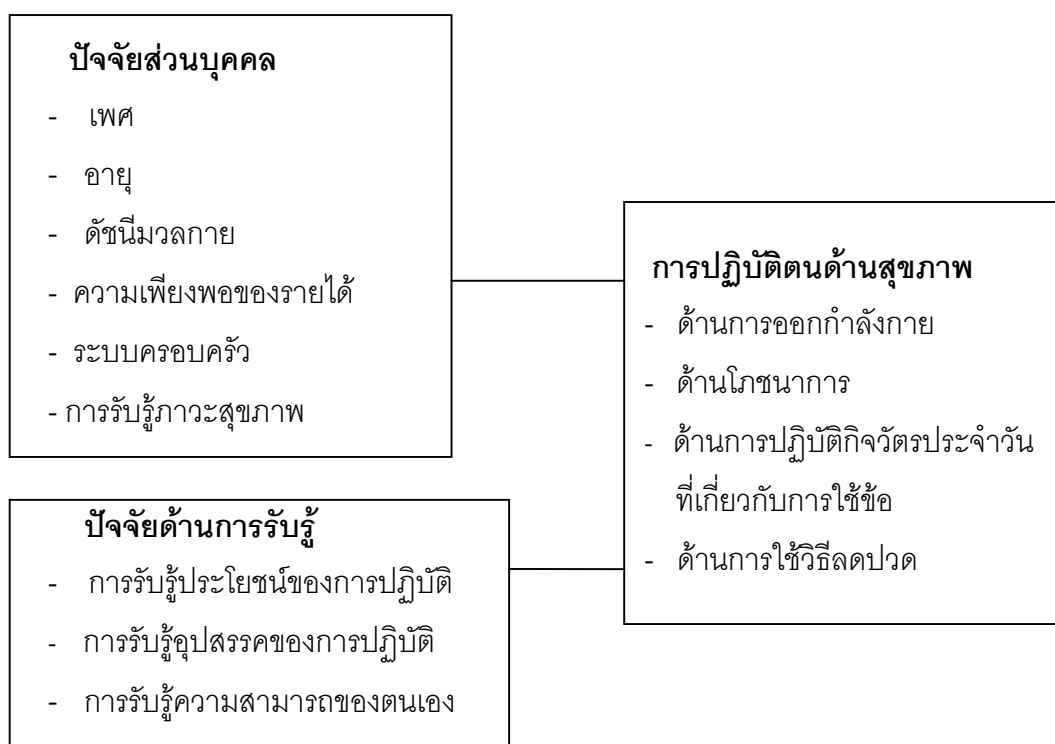 ปัจจัยส่วนบุคคล
- เพศ
- อายุ
- ดัชนีมวลกาย
- ความเพียงพอของรายได้
- ระบบครอบครัว
- การรับรู้ภาวะสุขภาพ
ปัจจัยด้านการรับรู้
- การรับรู้ประโยชน์ของการปฏิบัติ
- การรับรู้อุปสรรคของการปฏิบัติ
- การรับรู้ความสามารถของตนเอง
การปฏิบัติตนด้านสุขภาพ
- ด้านการออกกำลังกาย
- ด้านโภชนาการ
- ด้านการปฏิบัติกิจวัตรประจำวัน
ที่เกี่ยวกับการใช้ข้อ
- ด้านการใช้วิธีลดปวด